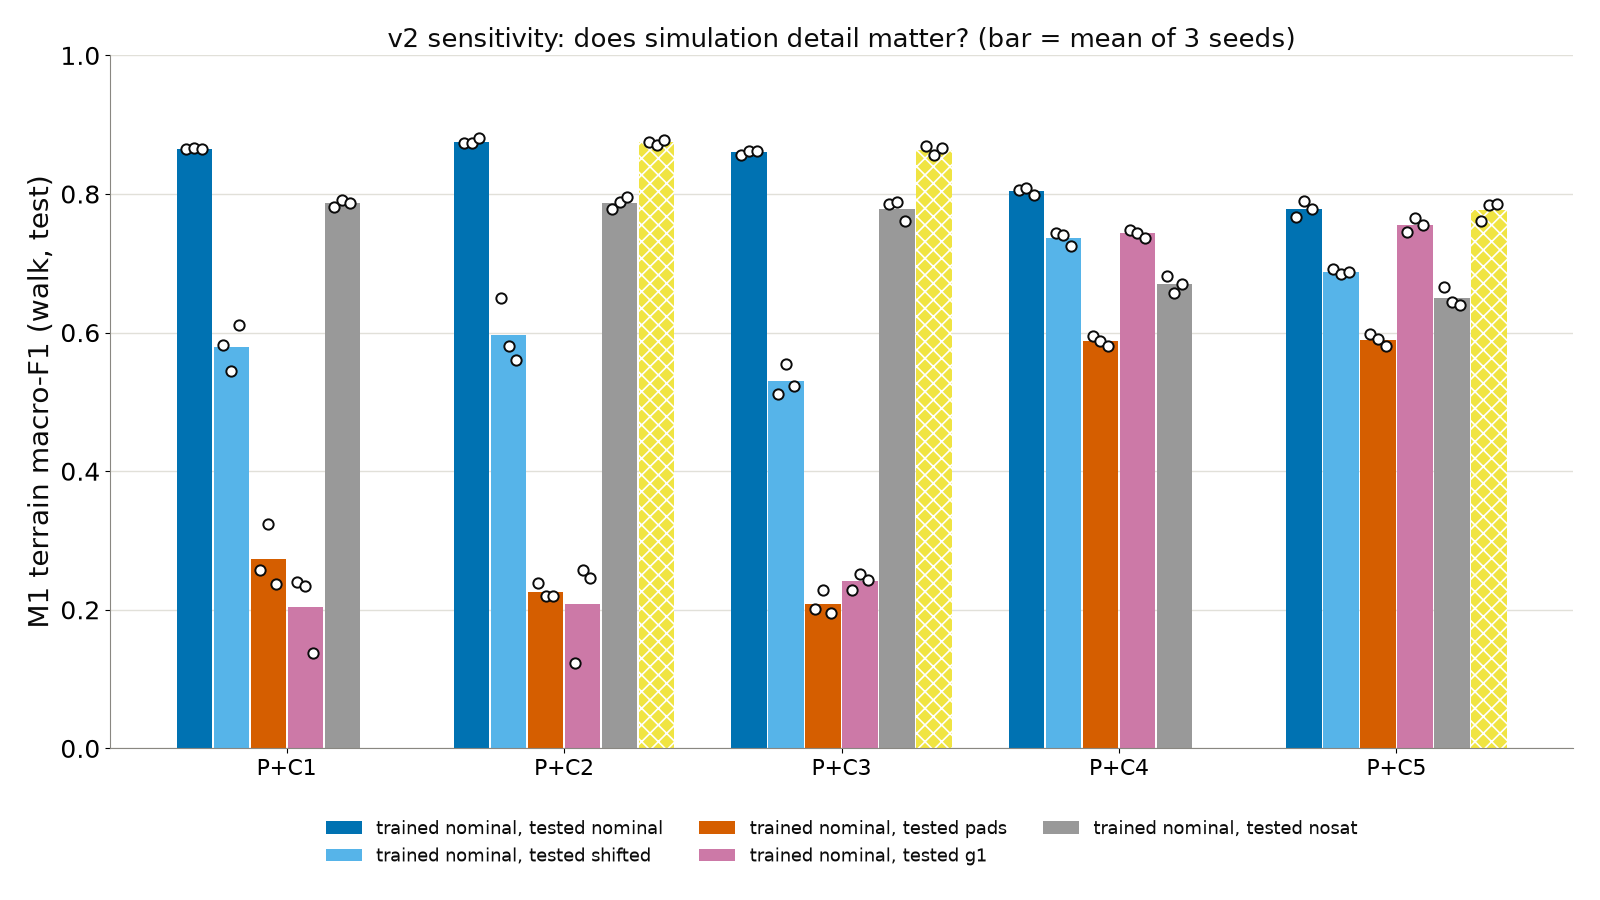 v2 sensitivity: does simulation detail matter? (bar = mean of 3 seeds)
M1 terrain macro-F1 (walk, test)
1.0
0.8
0.6
0.4
0.2
0.0
P+C1
P+C2
P+C3
P+C4
P+C5
trained nominal, tested nominal
trained nominal, tested shifted
trained nominal, tested pads
trained nominal, tested g1
trained nominal, tested nosat